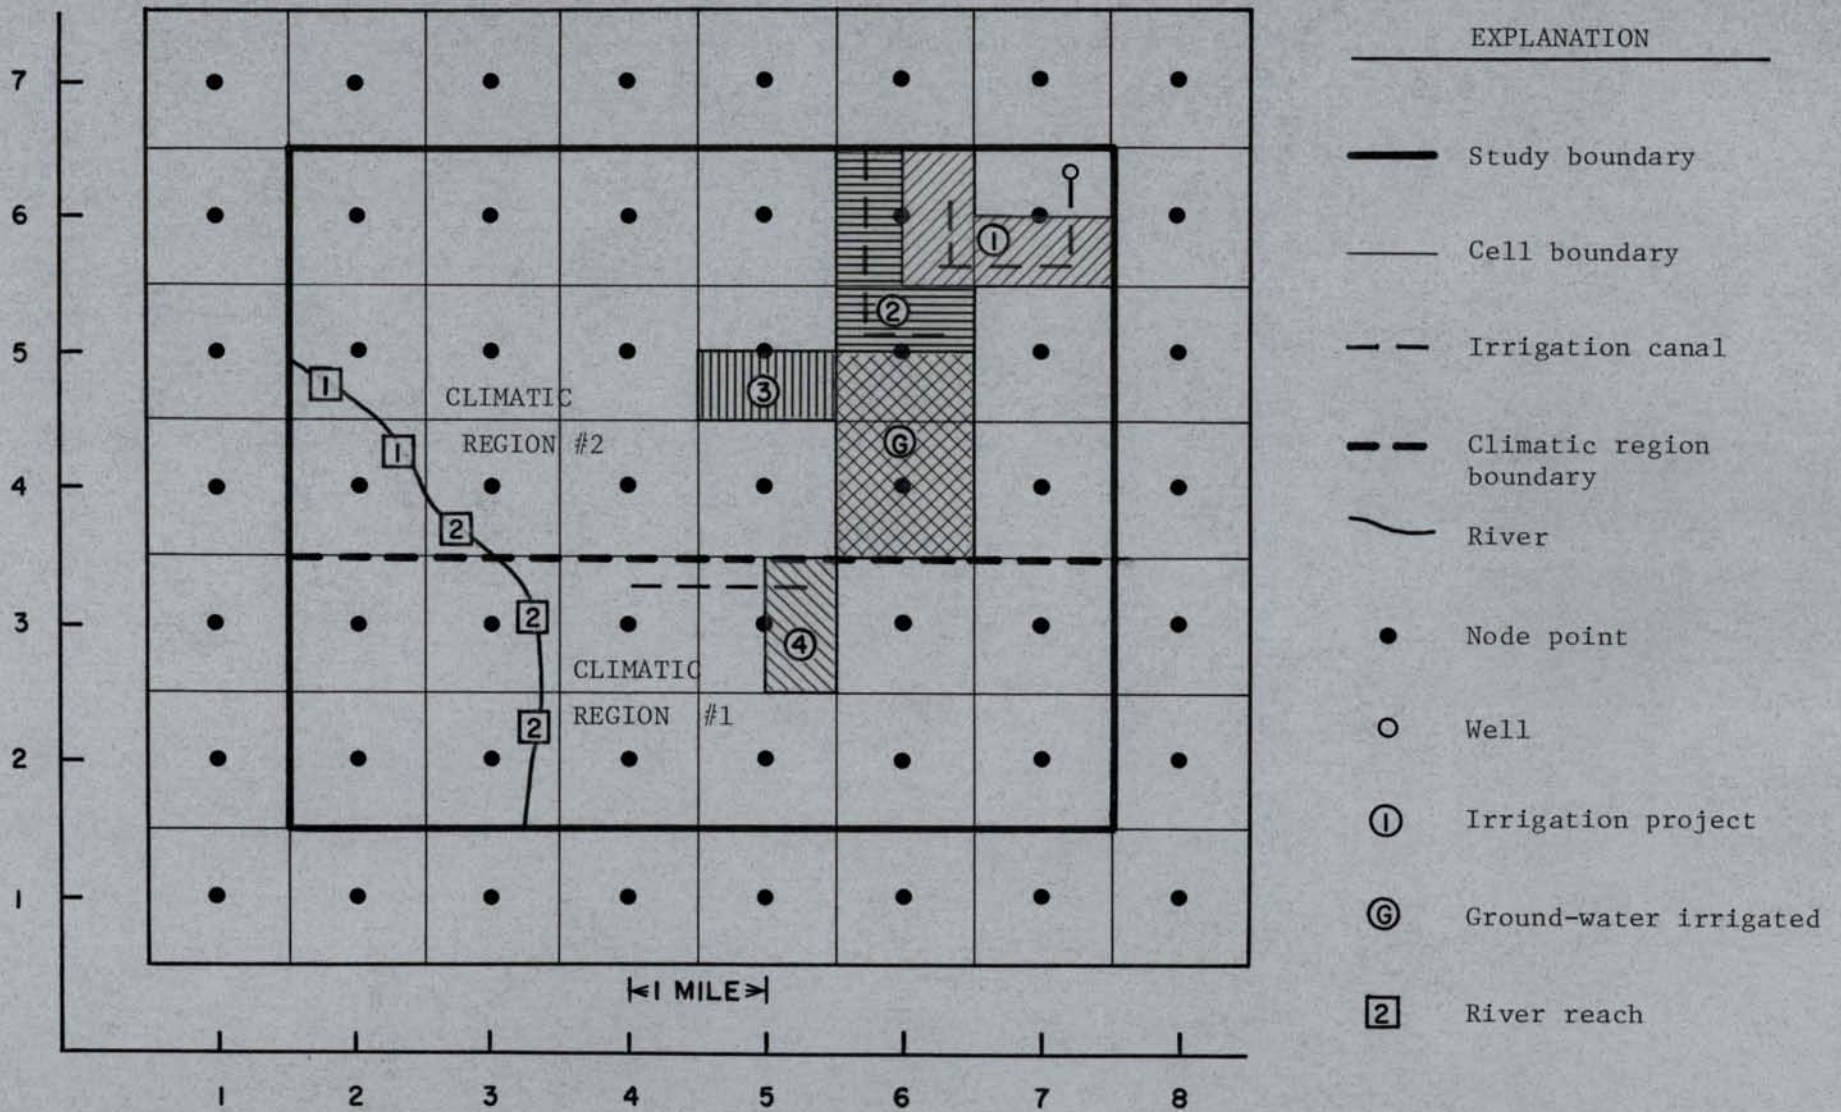 EXPLANATION
7
Study boundary
6
1
Cell boundary
2
Irrigation canal
5
1
3
CLIMATIC
REGION #2
1
G
Climatic region
boundary
4
2
River
3
2
4
Node point
CLIMATIC
REGION #1
2
2
Well
1
Irrigation project
1
G
Ground-water irrigated
1 MILE
2
River reach
1 2 3 4 5 6 7 8